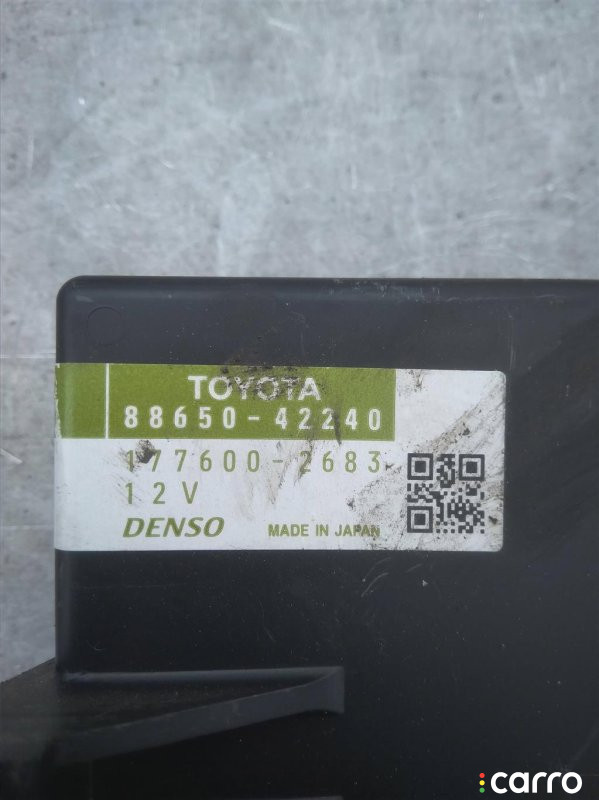 TOYOTA
88650-42240
177600-2683
12V
DENSO MADE IN JAPAN
carro